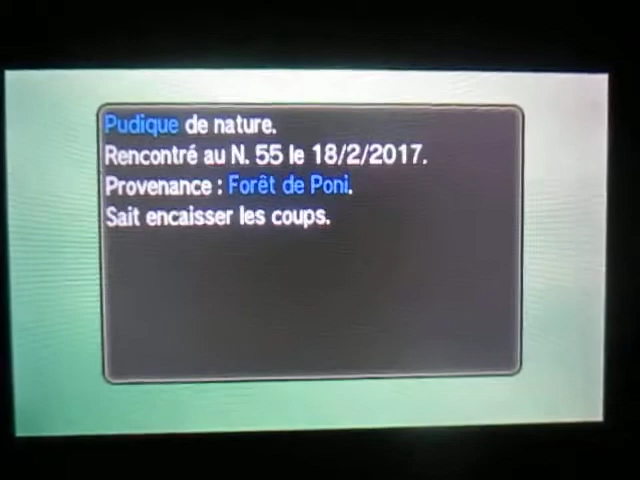 Pudique de nature.
Rencontré au N. 55 le 18/2/2017.
Provenance : Forêt de Poni.
Sait encaisser les coups.